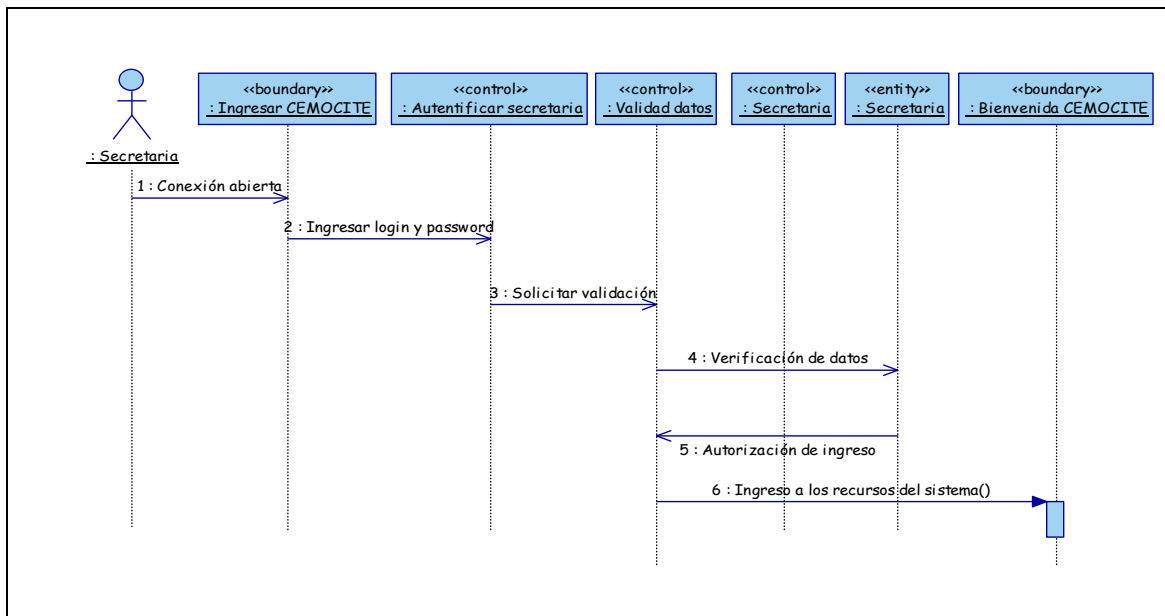 <<boundary>>
: Ingresar CEMOCITE
<<control>>
: Autentificar secretaria
<<control>>
: Validad datos
<<control>>
: Secretaria
<<entity>>
: Secretaria
<<boundary>>
: Bienvenida CEMOCITE
: Secretaria
1 : Conexión abierta
2 : Ingresar login y password
3 : Solicitar validación
4 : Verificación de datos
5 : Autorización de ingreso
6 : Ingreso a los recursos del sistema()